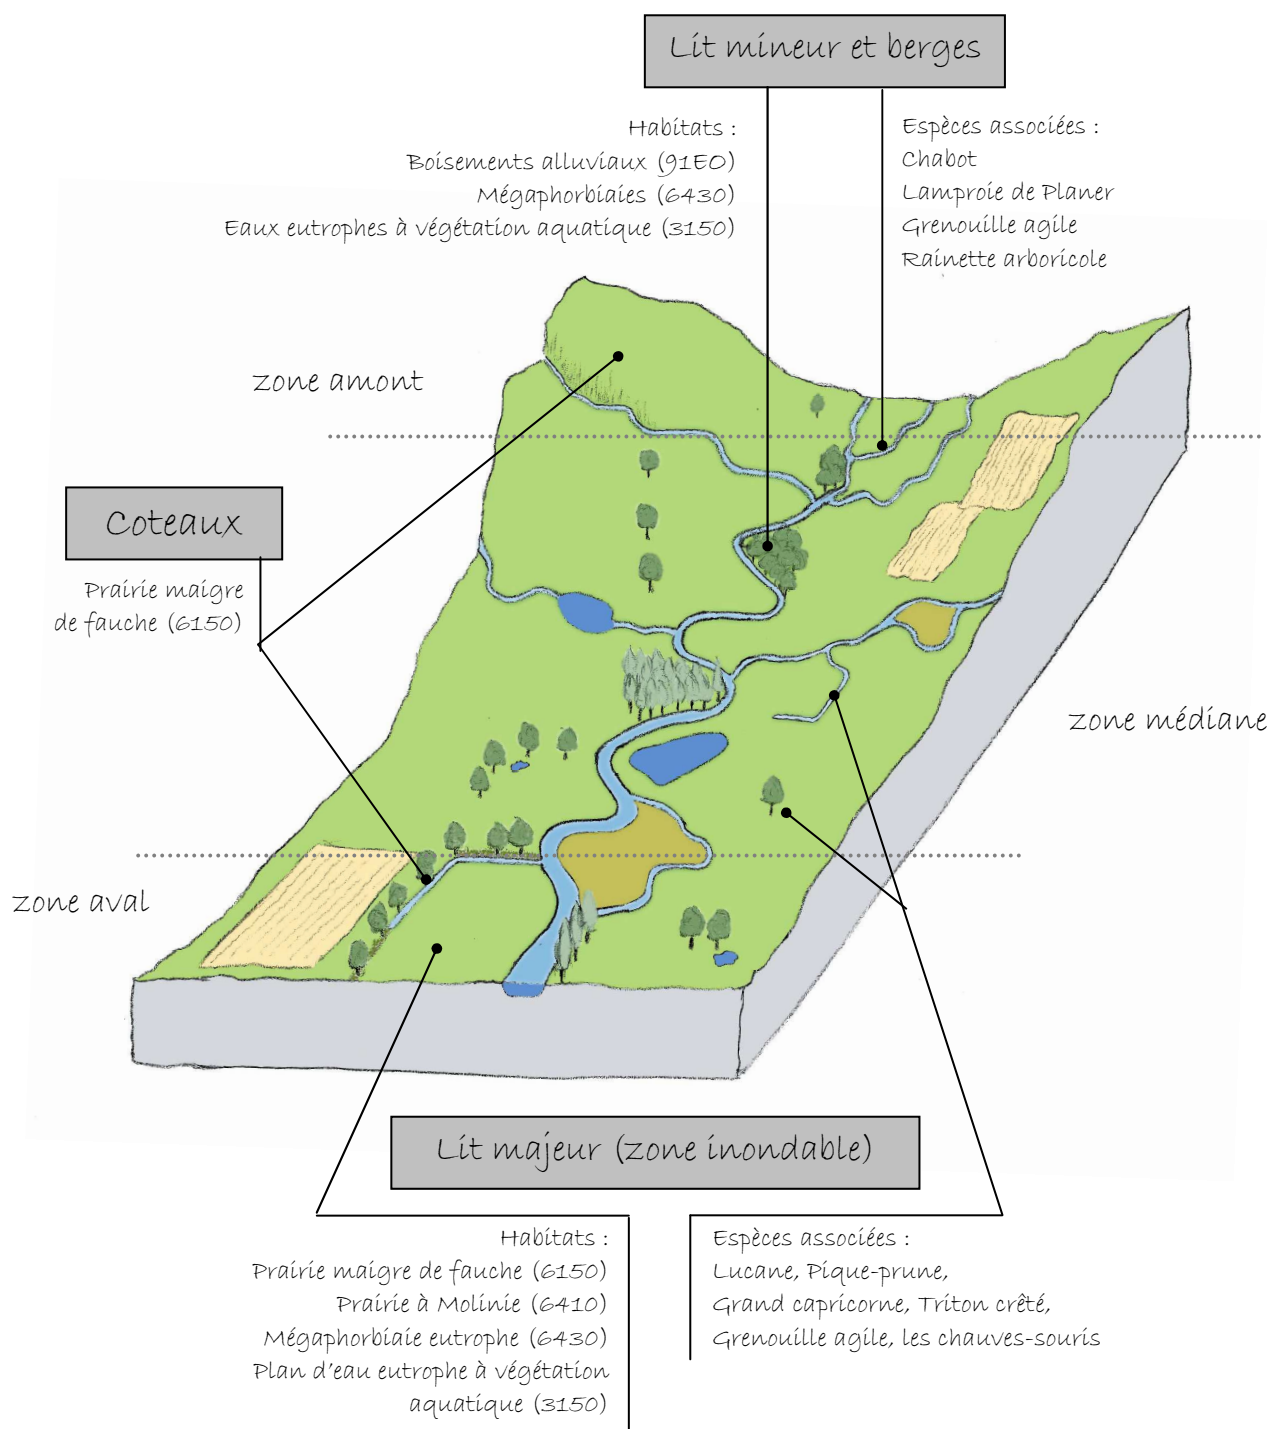 Lit mineur et berges
Habitats :
Boisements alluviaux (91EO)
Mégaphorbiaies (6430)
Eaux eutrophes à végétation aquatique (3150)
Espèces associées :
Chabot
Lamproie de Planer
Grenouille agile
Rainette arboricole
zone amont
Coteaux
Prairie maigre
de fauche (6150)
zone médiane
zone aval
Lit majeur (zone inondable)
Habitats :
Prairie maigre de fauche (6150)
Prairie à Molinie (6410)
Mégaphorbiaie eutrophe (6430)
Plan d'eau eutrophe à végétation
aquatique (3150)
Espèces associées :
Lucane, Pique-prune,
Grand capricorne, Triton crêté,
Grenouille agile, les chauves-souris